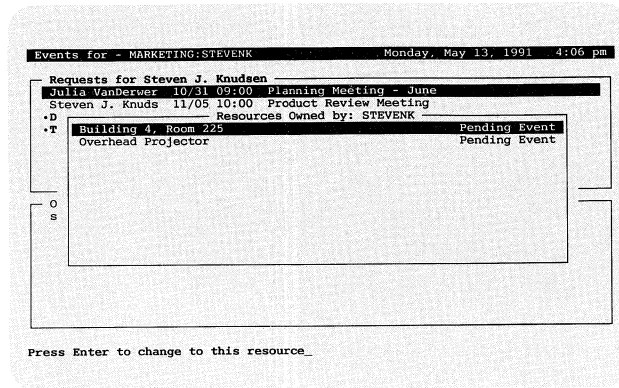 Events for - MARKETING:STEVENK Monday, May 13, 1991 4:06 pm
Requests for Steven J. Knudsen
Julia VanDerwer 10/31 09:00 Planning Meeting - June
Steven J. Knuds 11/05 10:00 Product Review Meeting
•D Resources Owned by: STEVENK
•T Building 4, Room 225 Pending Event
Overhead Projector Pending Event
O
s
Press Enter to change to this resource_